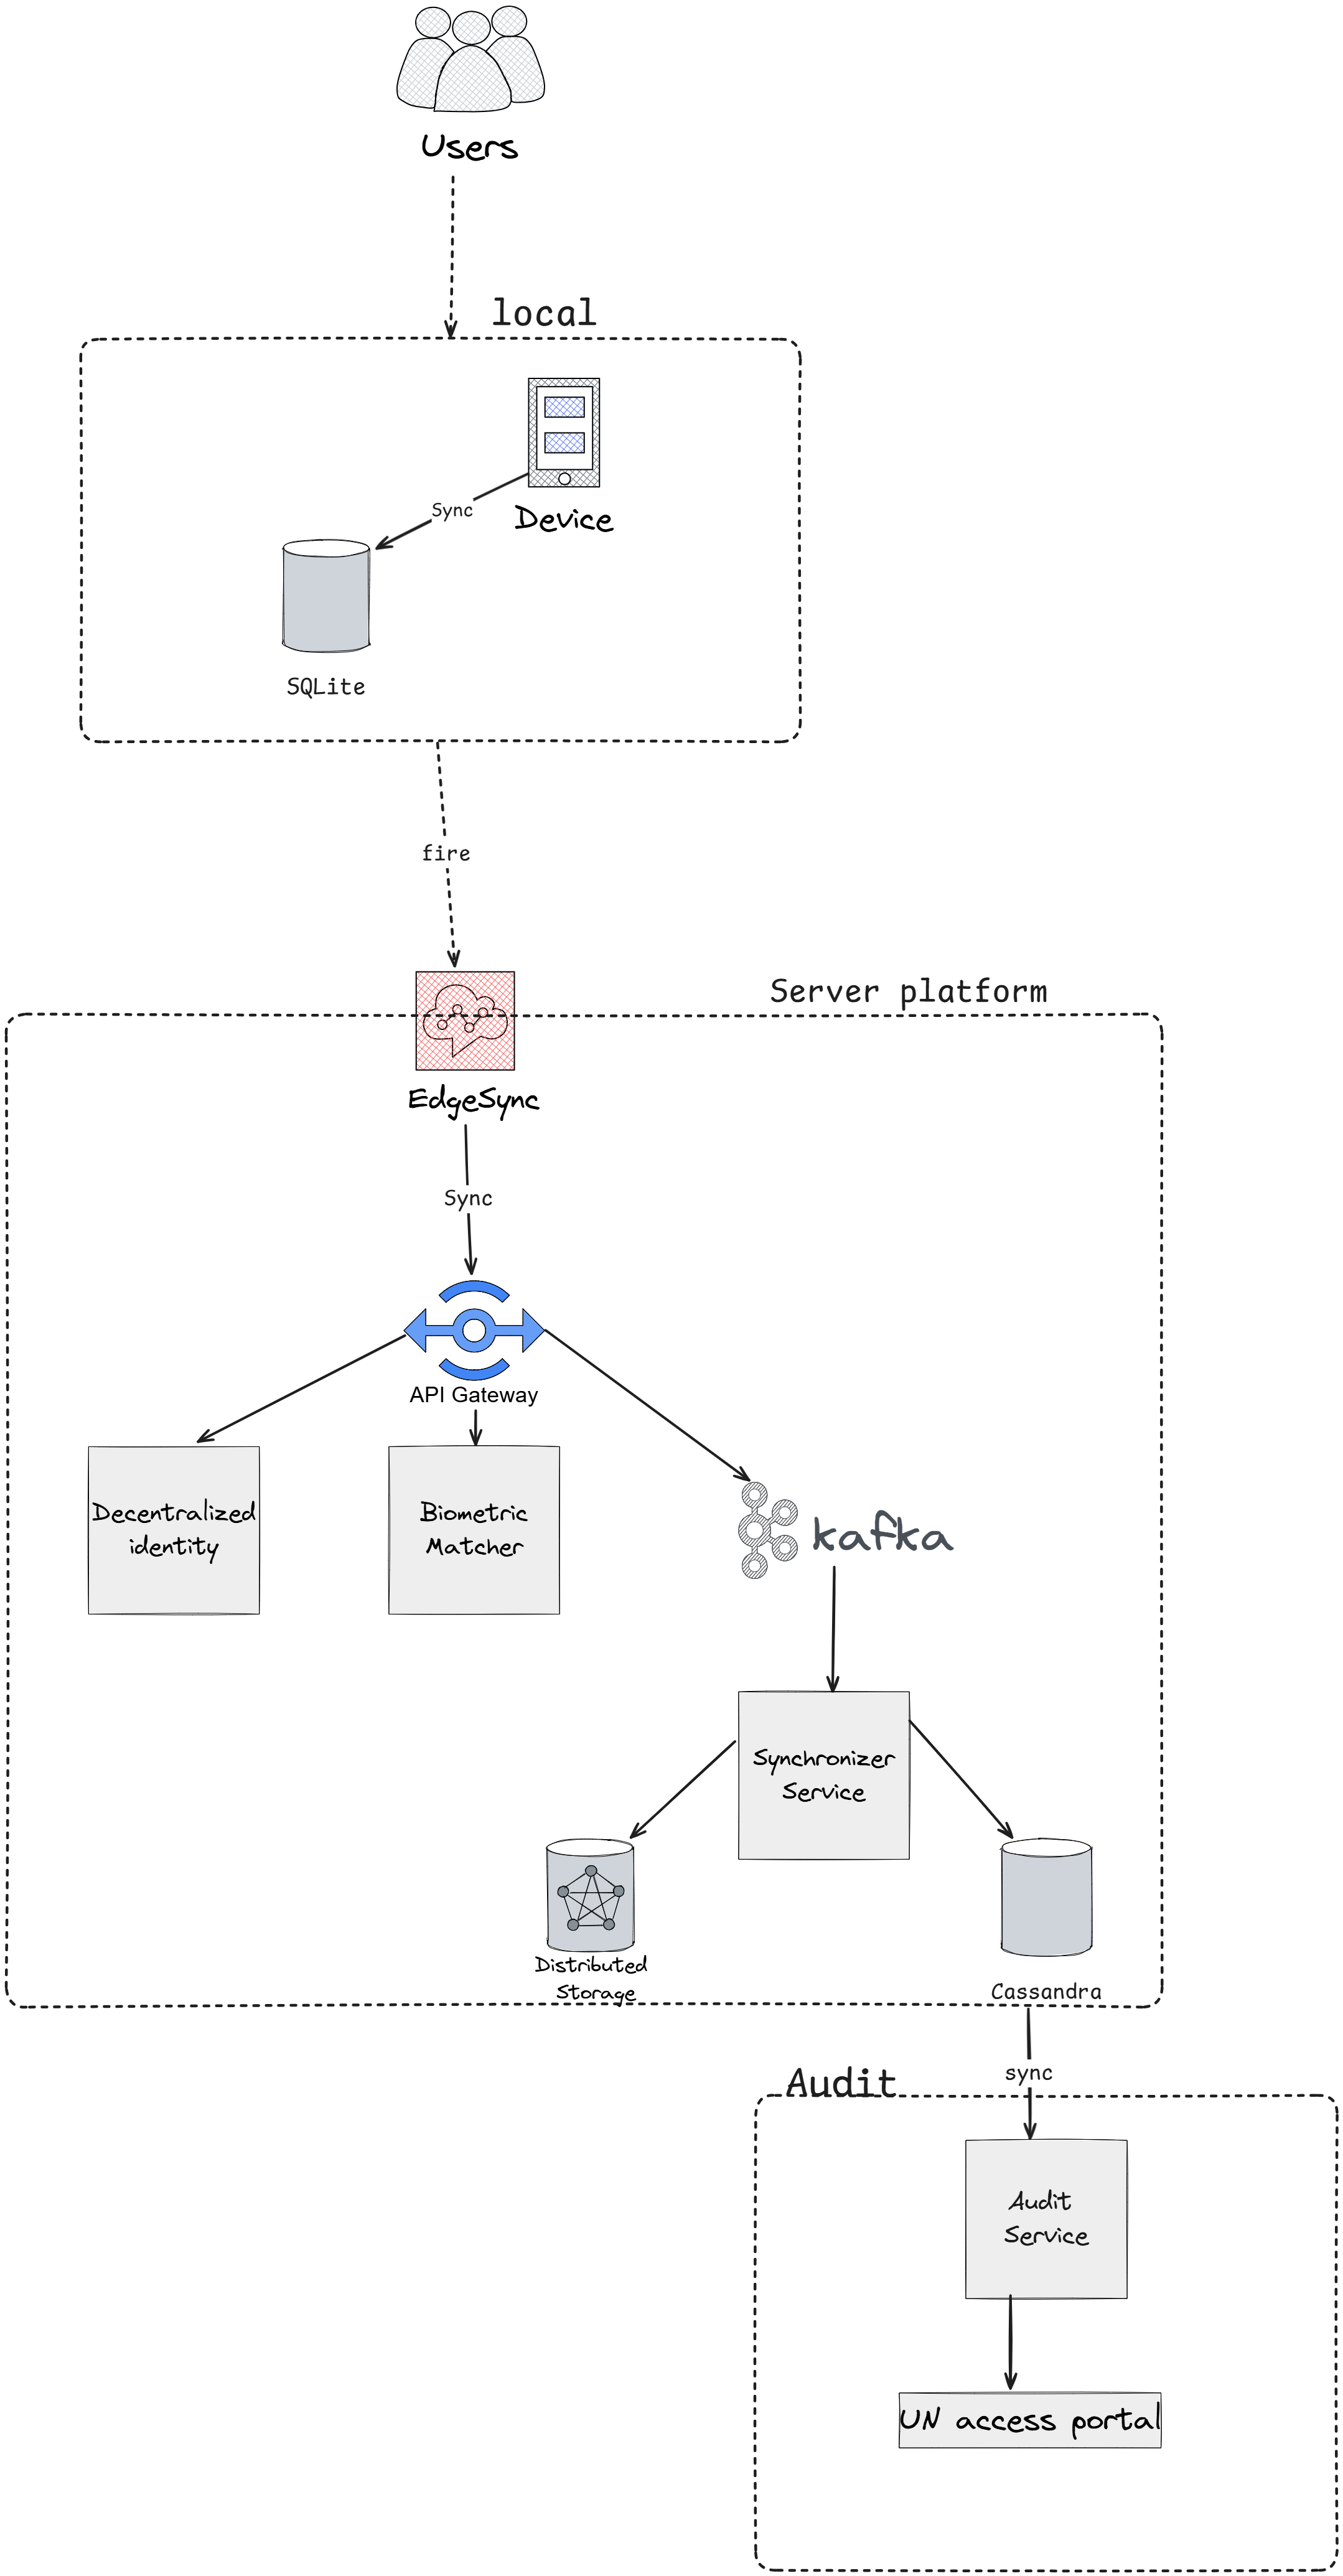 Users
local
Device
Sync
SQLite
fire
Server platform
EdgeSync
Sync
API Gateway
Decentralized
identity
Biometric
Matcher
kafka
Synchronizer
Service
Distributed
Storage
Cassandra
sync
Audit
Audit
Service
UN access portal